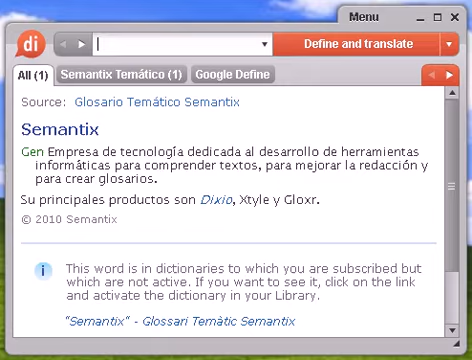 Menu
di
Define and translate
All (1)
Semantix Temático (1)
Google Define
Source: Glosario Temático Semantix
Semantix
Gen Empresa de tecnología dedicada al desarrollo de herramientas
informáticas para comprender textos, para mejorar la redacción y
para crear glosarios.
Su principales producton son Dixio, Xtyle y Gloxr.
© 2010 Semantix
i
This word is in dictionaries to which you are subscribed but
which are not active. If you want to see it, click on the link
and activate the dictionary in your Library.
"Semantix" - Glossari Temàtic Semantix